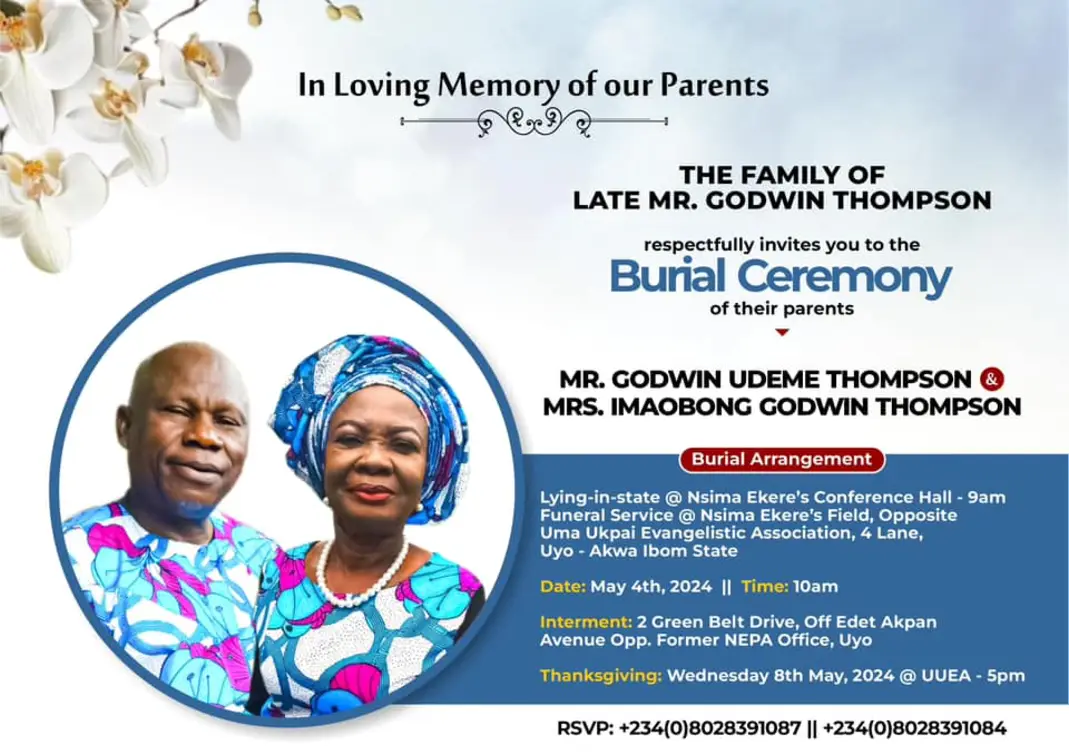 In Loving Memory of our Parents
THE FAMILY OF
LATE MR. GODWIN THOMPSON
respectfully invites you to the
Burial Ceremony
of their parents
MR. GODWIN UDEME THOMPSON &
MRS. IMAOBONG GODWIN THOMPSON
Burial Arrangement
Lying-in-state @ Nsima Ekere's Conference Hall - 9am
Funeral Service @ Nsima Ekere's Field, Opposite
Uma Ukpai Evangelistic Association, 4 Lane,
Uyo - Akwa Ibom State
Date: May 4th, 2024 || Time: 10am
Interment: 2 Green Belt Drive, Off Edet Akpan
Avenue Opp. Former NEPA Office, Uyo
Thanksgiving: Wednesday 8th May, 2024 @ UUEA - 5pm
RSVP: +234(0)8028391087 || +234(0)8028391084